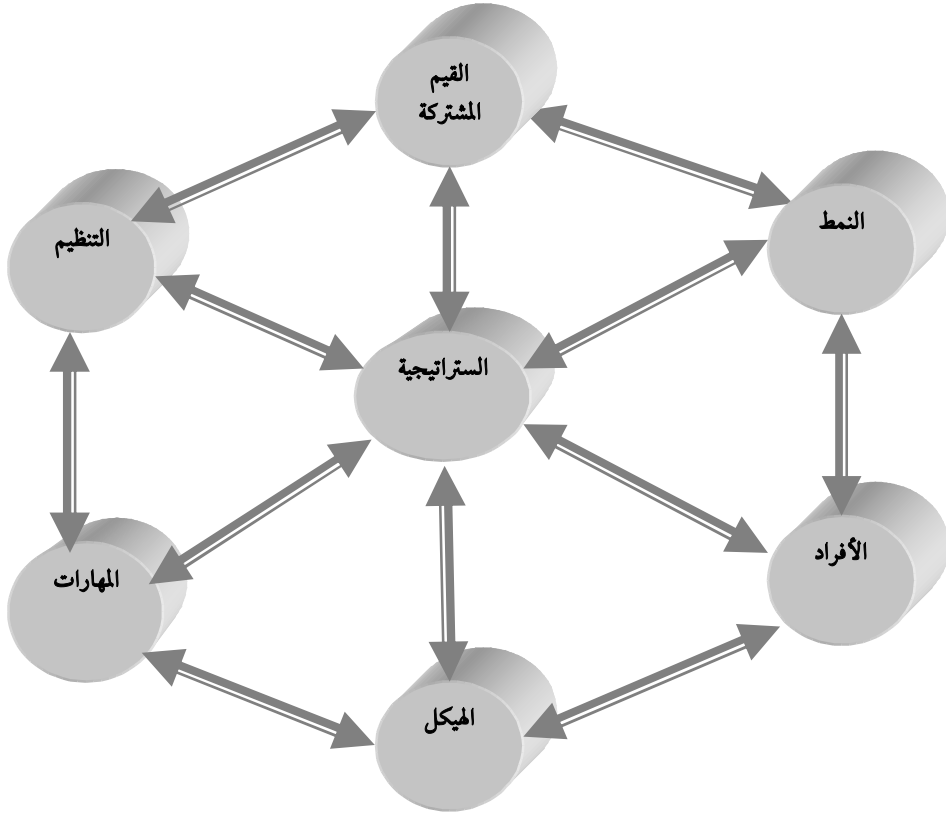 القيم
المشتركة
النمط
التنظيم
الستراتيجية
الأفراد
المهارات
الهيكل